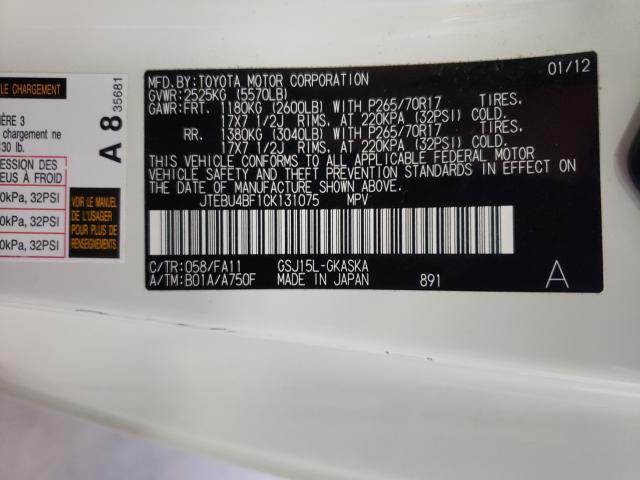 LE CHARGEMENT
IÈRE 3
chargement ne
130 lb.
ESSION DES
EUS À FROID
0kPa, 32PSI
0kPa, 32PSI
VOIR LE MANUEL
DE L'USAGER
POUR PLUS DE
RENSEIGNEMENTS
A 8
35681
MFD.BY:TOYOTA MOTOR CORPORATION 01/12
GVWR:2525KG (5570LB)
GAWR:FRT. 1180KG (2600LB) WITH P265/70R17 TIRES,
17X7 1/2J RIMS, AT 220KPA (32PSI) COLD.
RR. 1380KG (3040LB) WITH P265/70R17 TIRES,
17X7 1/2J RIMS, AT 220KPA (32PSI) COLD.
THIS VEHICLE CONFORMS TO ALL APPLICABLE FEDERAL MOTOR
VEHICLE SAFETY AND THEFT PREVENTION STANDARDS IN EFFECT ON
THE DATE OF MANUFACTURE SHOWN ABOVE.
JTEBU4BF1CK131075 MPV
C/TR:058/FA11 GSJ15L-GKASKA
A/TM:B01A/A750F MADE IN JAPAN 891 A